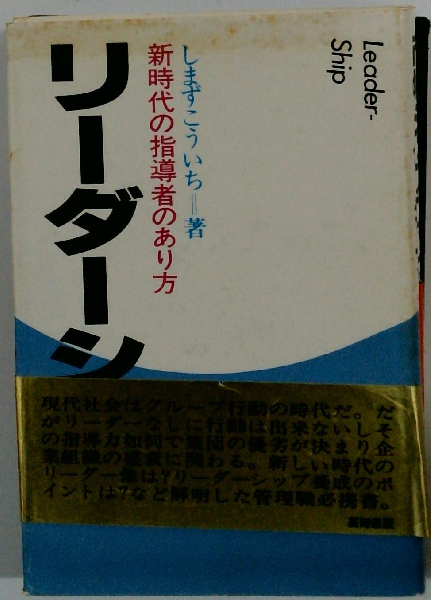 Leader-
Ship
しまずこういち=著
新時代の指導者のあり方
リーダーシ
現代社会はグループ行動の時代だ。だ
がリーダーなしに行動は出来ないしそ
の指導力如何で集団の優劣が決まり企
業組織の盛衰に関わる。新しい時代の
リーダー像は?リーダーシップ養成のポ
イントは?など解明した管理職必携書。